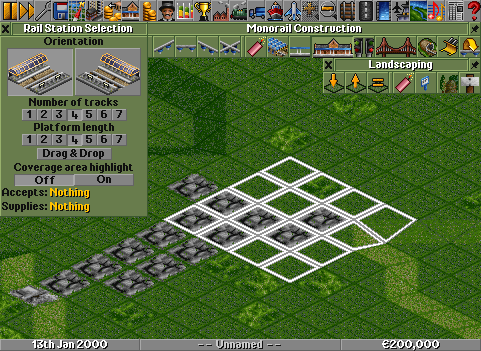 Rail Station Selection
Monorail Construction
Orientation
Landscaping
Number of tracks
1 2 3 4 5 6 7
Platform length
1 2 3 4 5 6 7
Drag & Drop
Coverage area highlight
Off On
Accepts: Nothing
Supplies: Nothing
13th Jan 2000
-- Unnamed --
€200,000